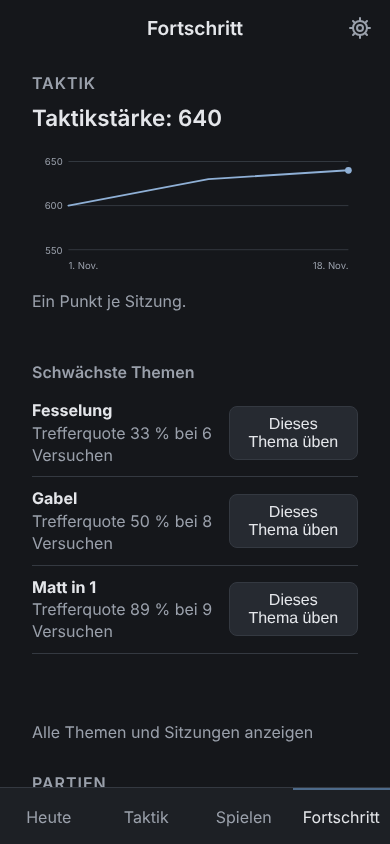 Fortschritt
TAKTIK
Taktikstärke: 640
650
600
550
1. Nov.
18. Nov.
Ein Punkt je Sitzung.
Schwächste Themen
Fesselung
Trefferquote 33 % bei 6
Versuchen
Dieses
Thema üben
Gabel
Trefferquote 50 % bei 8
Versuchen
Dieses
Thema üben
Matt in 1
Trefferquote 89 % bei 9
Versuchen
Dieses
Thema üben
Alle Themen und Sitzungen anzeigen
PARTIEN
Heute
Taktik
Spielen
Fortschritt